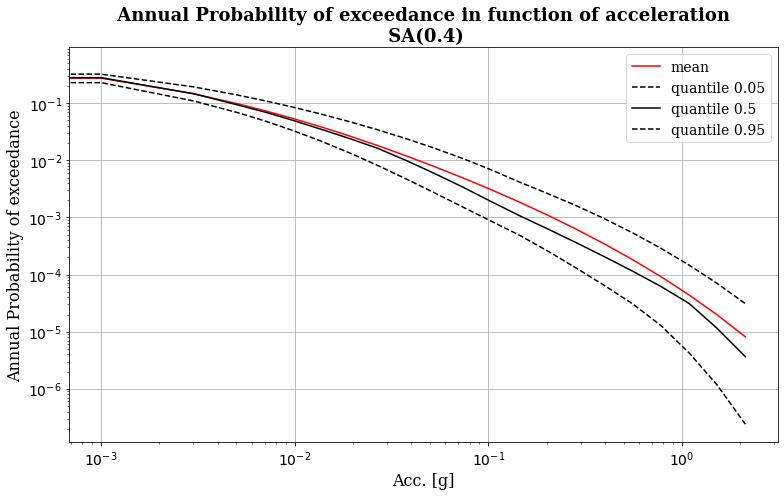 Annual Probability of exceedance in function of acceleration
SA(0.4)
mean
quantile 0.05
quantile 0.5
quantile 0.95
Annual Probability of exceedance
10⁻¹
10⁻²
10⁻³
10⁻⁴
10⁻⁵
10⁻⁶
10⁻³ 10⁻² 10⁻¹ 10⁰
Acc. [g]